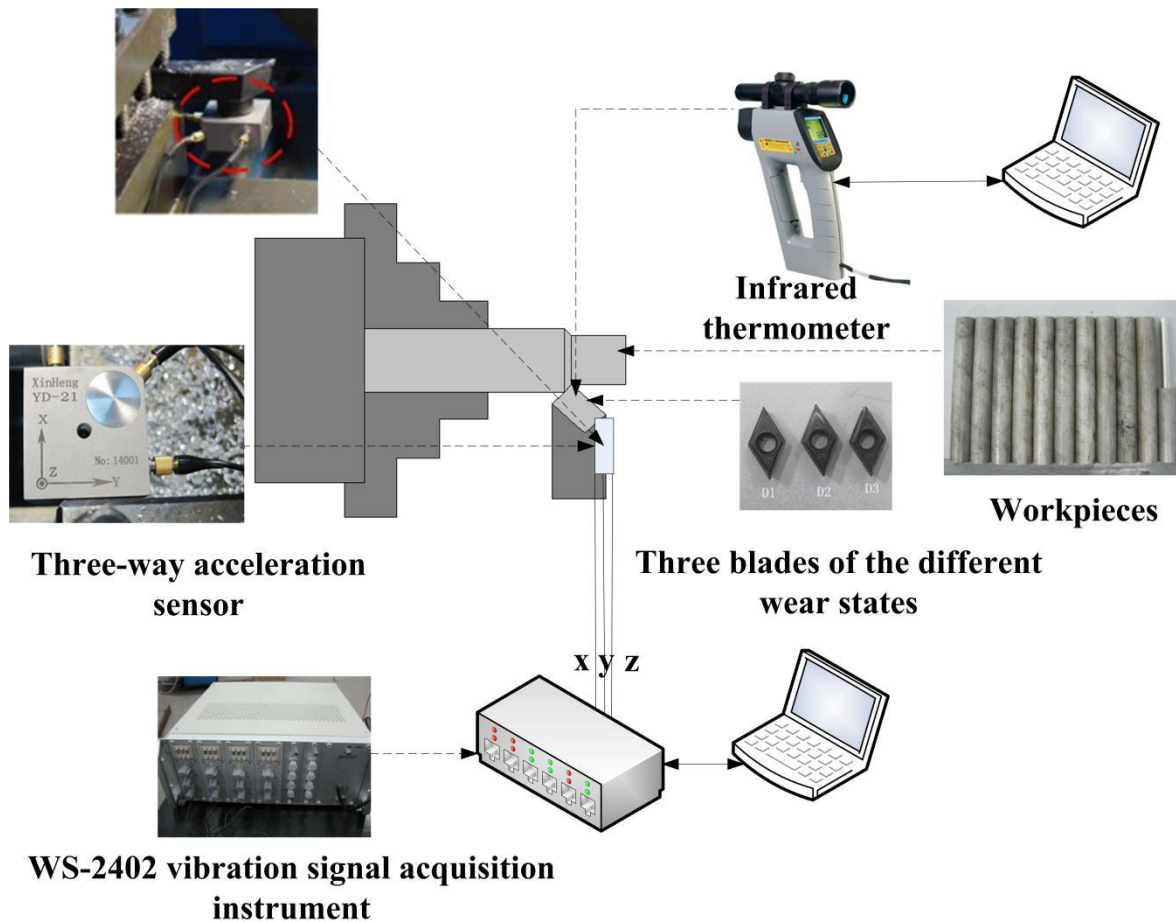 Infrared
thermometer
XinHeng
YD-21
X
Z
Y
No:14001
D1
D2
D3
Workpieces
Three-way acceleration
sensor
Three blades of the different
wear states
x y z
WS-2402 vibration signal acquisition
instrument